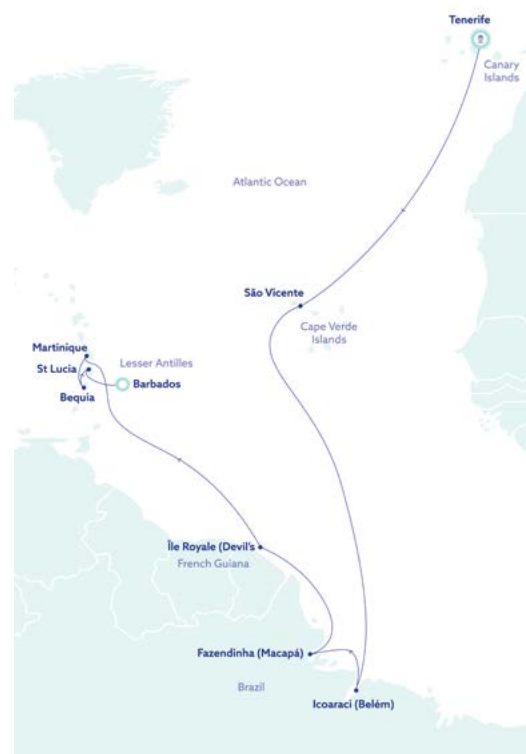 Tenerife
Canary
Islands
Atlantic Ocean
São Vicente
Cape Verde
Islands
Martinique
Lesser Antilles
St Lucia
Barbados
Bequia
Île Royale (Devil's
French Guiana
Fazendinha (Macapá)
Brazil
Icoaraci (Belém)